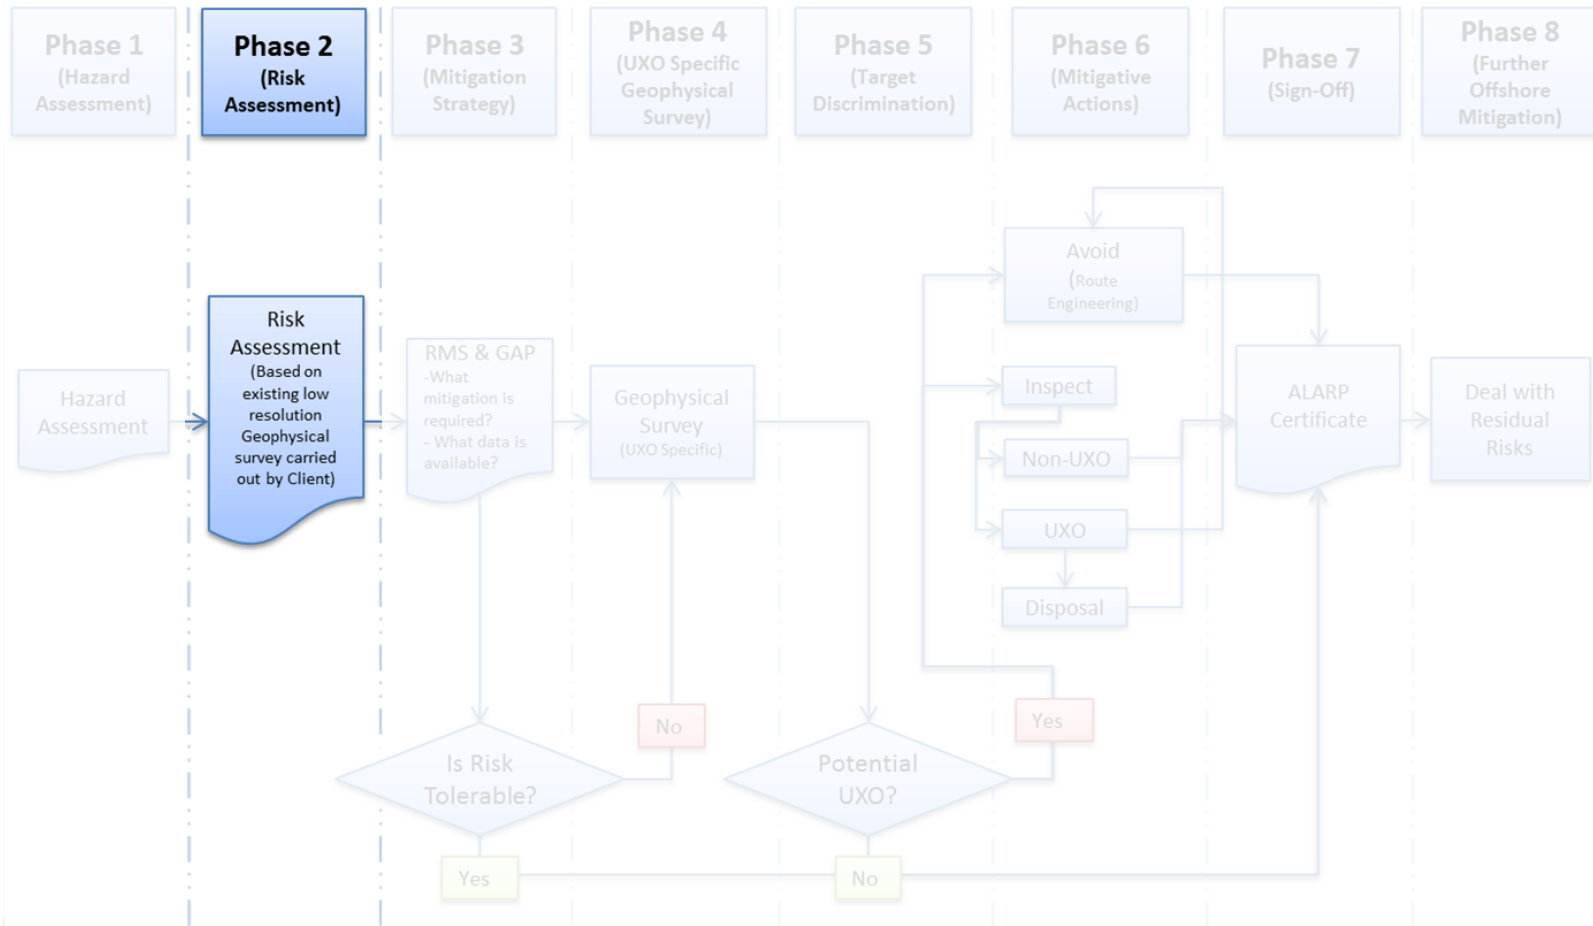 Phase 1
(Hazard
Assessment)
Phase 2
(Risk
Assessment)
Phase 3
(Mitigation
Strategy)
Phase 4
(UXO Specific
Geophysical
Survey)
Phase 5
(Target
Discrimination)
Phase 6
(Mitigative
Actions)
Phase 7
(Sign-Off)
Phase 8
(Further
Offshore
Mitigation)
Hazard
Assessment
Risk
Assessment
(Based on
existing low
resolution
Geophysical
survey carried
out by Client)
RMS & GAP
-What
mitigation is
required?
- What data is
available?
Geophysical
Survey
(UXO Specific)
Avoid
(Route
Engineering)
Inspect
Non-UXO
UXO
Disposal
ALARP
Certificate
Deal with
Residual
Risks
No
Yes
Is Risk
Tolerable?
Potential
UXO?
Yes
No